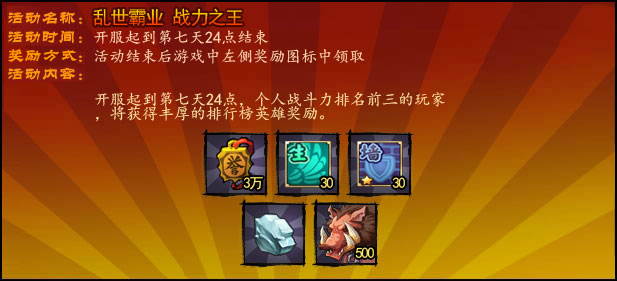 活动名称： 乱世霸业 战力之王
活动时间： 开服起到第七天24点结束
奖励方式： 活动结束后游戏中左侧奖励图标中领取
活动内容：
开服起到第七天24点，个人战斗力排名前三的玩家
，将获得丰厚的排行榜英雄奖励。
誉 3万
生 30
墙 30
500